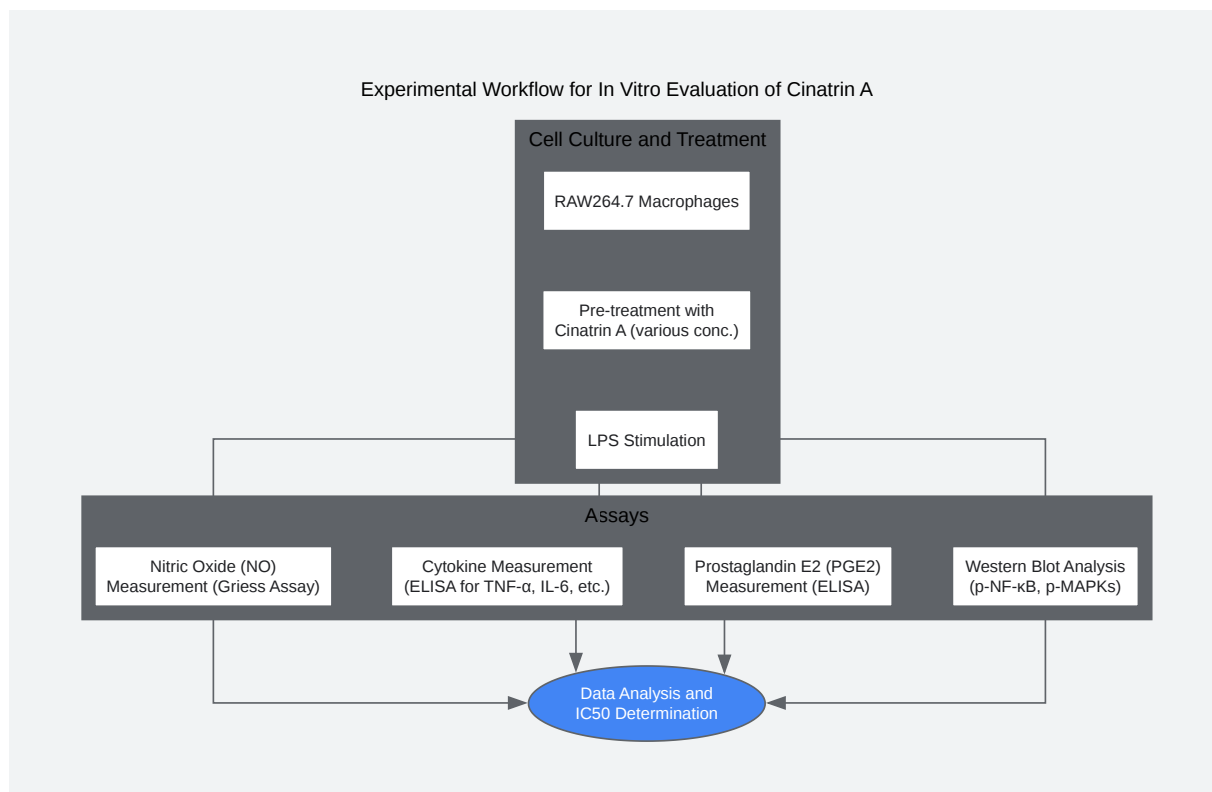 Experimental Workflow for In Vitro Evaluation of Cinatrin A
Cell Culture and Treatment
RAW264.7 Macrophages
Pre-treatment with
Cinatrin A (various conc.)
LPS Stimulation
Assays
Nitric Oxide (NO)
Measurement (Griess Assay)
Cytokine Measurement
(ELISA for TNF-α, IL-6, etc.)
Prostaglandin E2 (PGE2)
Measurement (ELISA)
Western Blot Analysis
(p-NF-κB, p-MAPKs)
Data Analysis and
IC50 Determination